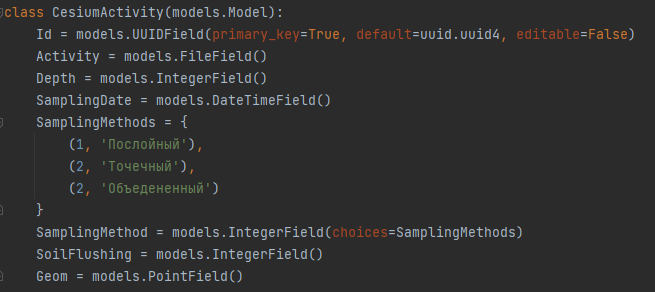 class CesiumActivity(models.Model):
    Id = models.UUIDField(primary_key=True, default=uuid.uuid4, editable=False)
    Activity = models.FileField()
    Depth = models.IntegerField()
    SamplingDate = models.DateTimeField()
    SamplingMethods = {
        (1, 'Послойный'),
        (2, 'Точечный'),
        (2, 'Объедененный')
    }
    SamplingMethod = models.IntegerField(choices=SamplingMethods)
    SoilFlushing = models.IntegerField()
    Geom = models.PointField()